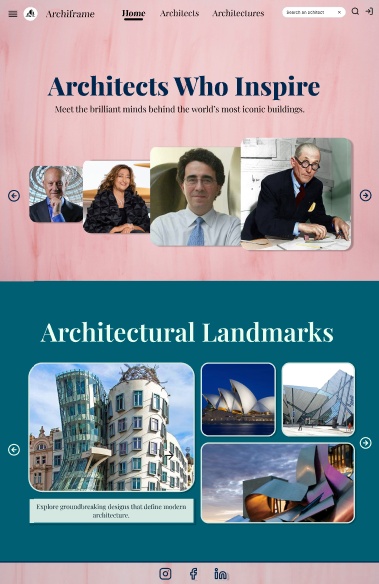 Archiframe
Home
Architects
Architectures
Search an architect
Architects Who Inspire
Meet the brilliant minds behind the world's most iconic buildings.
Architectural Landmarks
Explore groundbreaking designs that define modern
architecture.